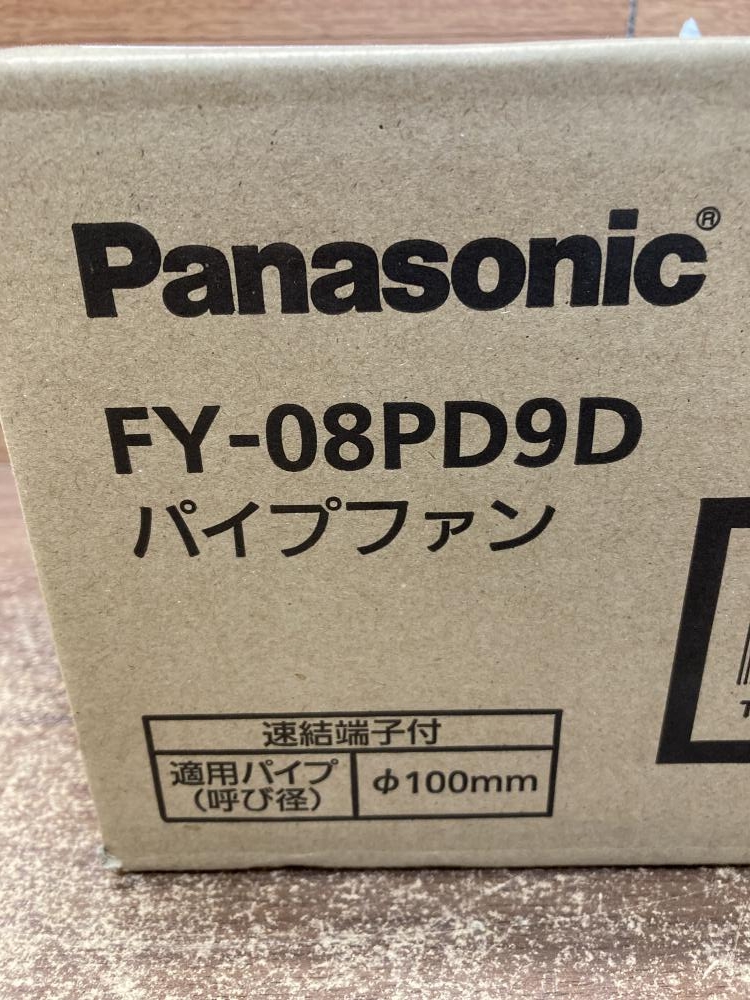 Panasonic®
FY-08PD9D
パイプファン
速結端子付
適用パイプ
(呼び径)
φ100mm